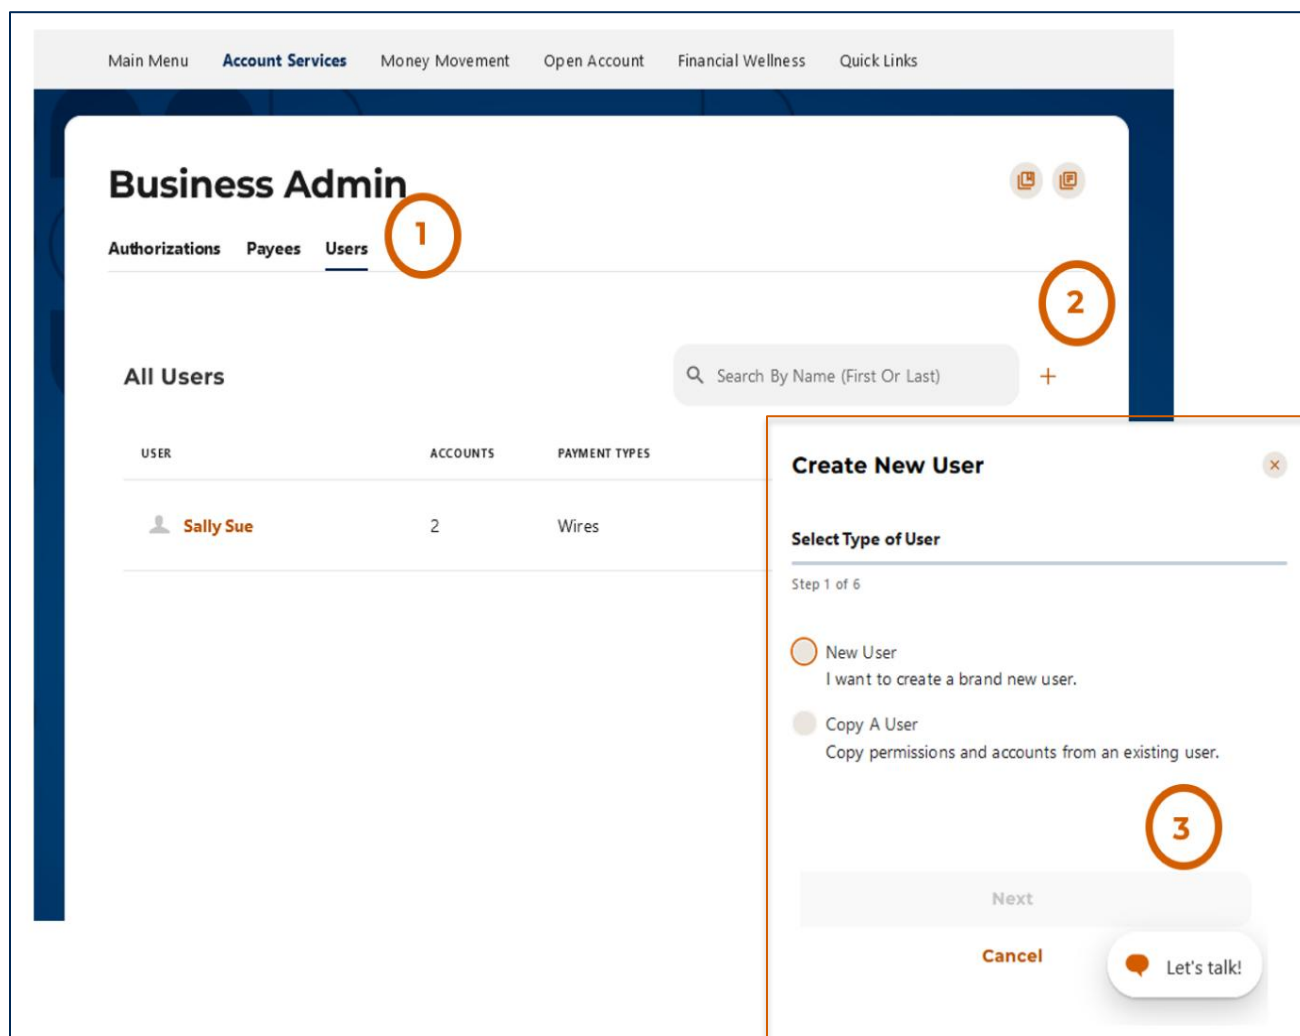 Main Menu Account Services Money Movement Open Account Financial Wellness Quick Links
Business Admin
1
Authorizations Payees Users
2
All Users
Search By Name (First Or Last) +
USER ACCOUNTS PAYMENT TYPES
Sally Sue 2 Wires
Create New User ×
Select Type of User
Step 1 of 6
New User
I want to create a brand new user.
Copy A User
Copy permissions and accounts from an existing user.
3
Next
Cancel
Let's talk!